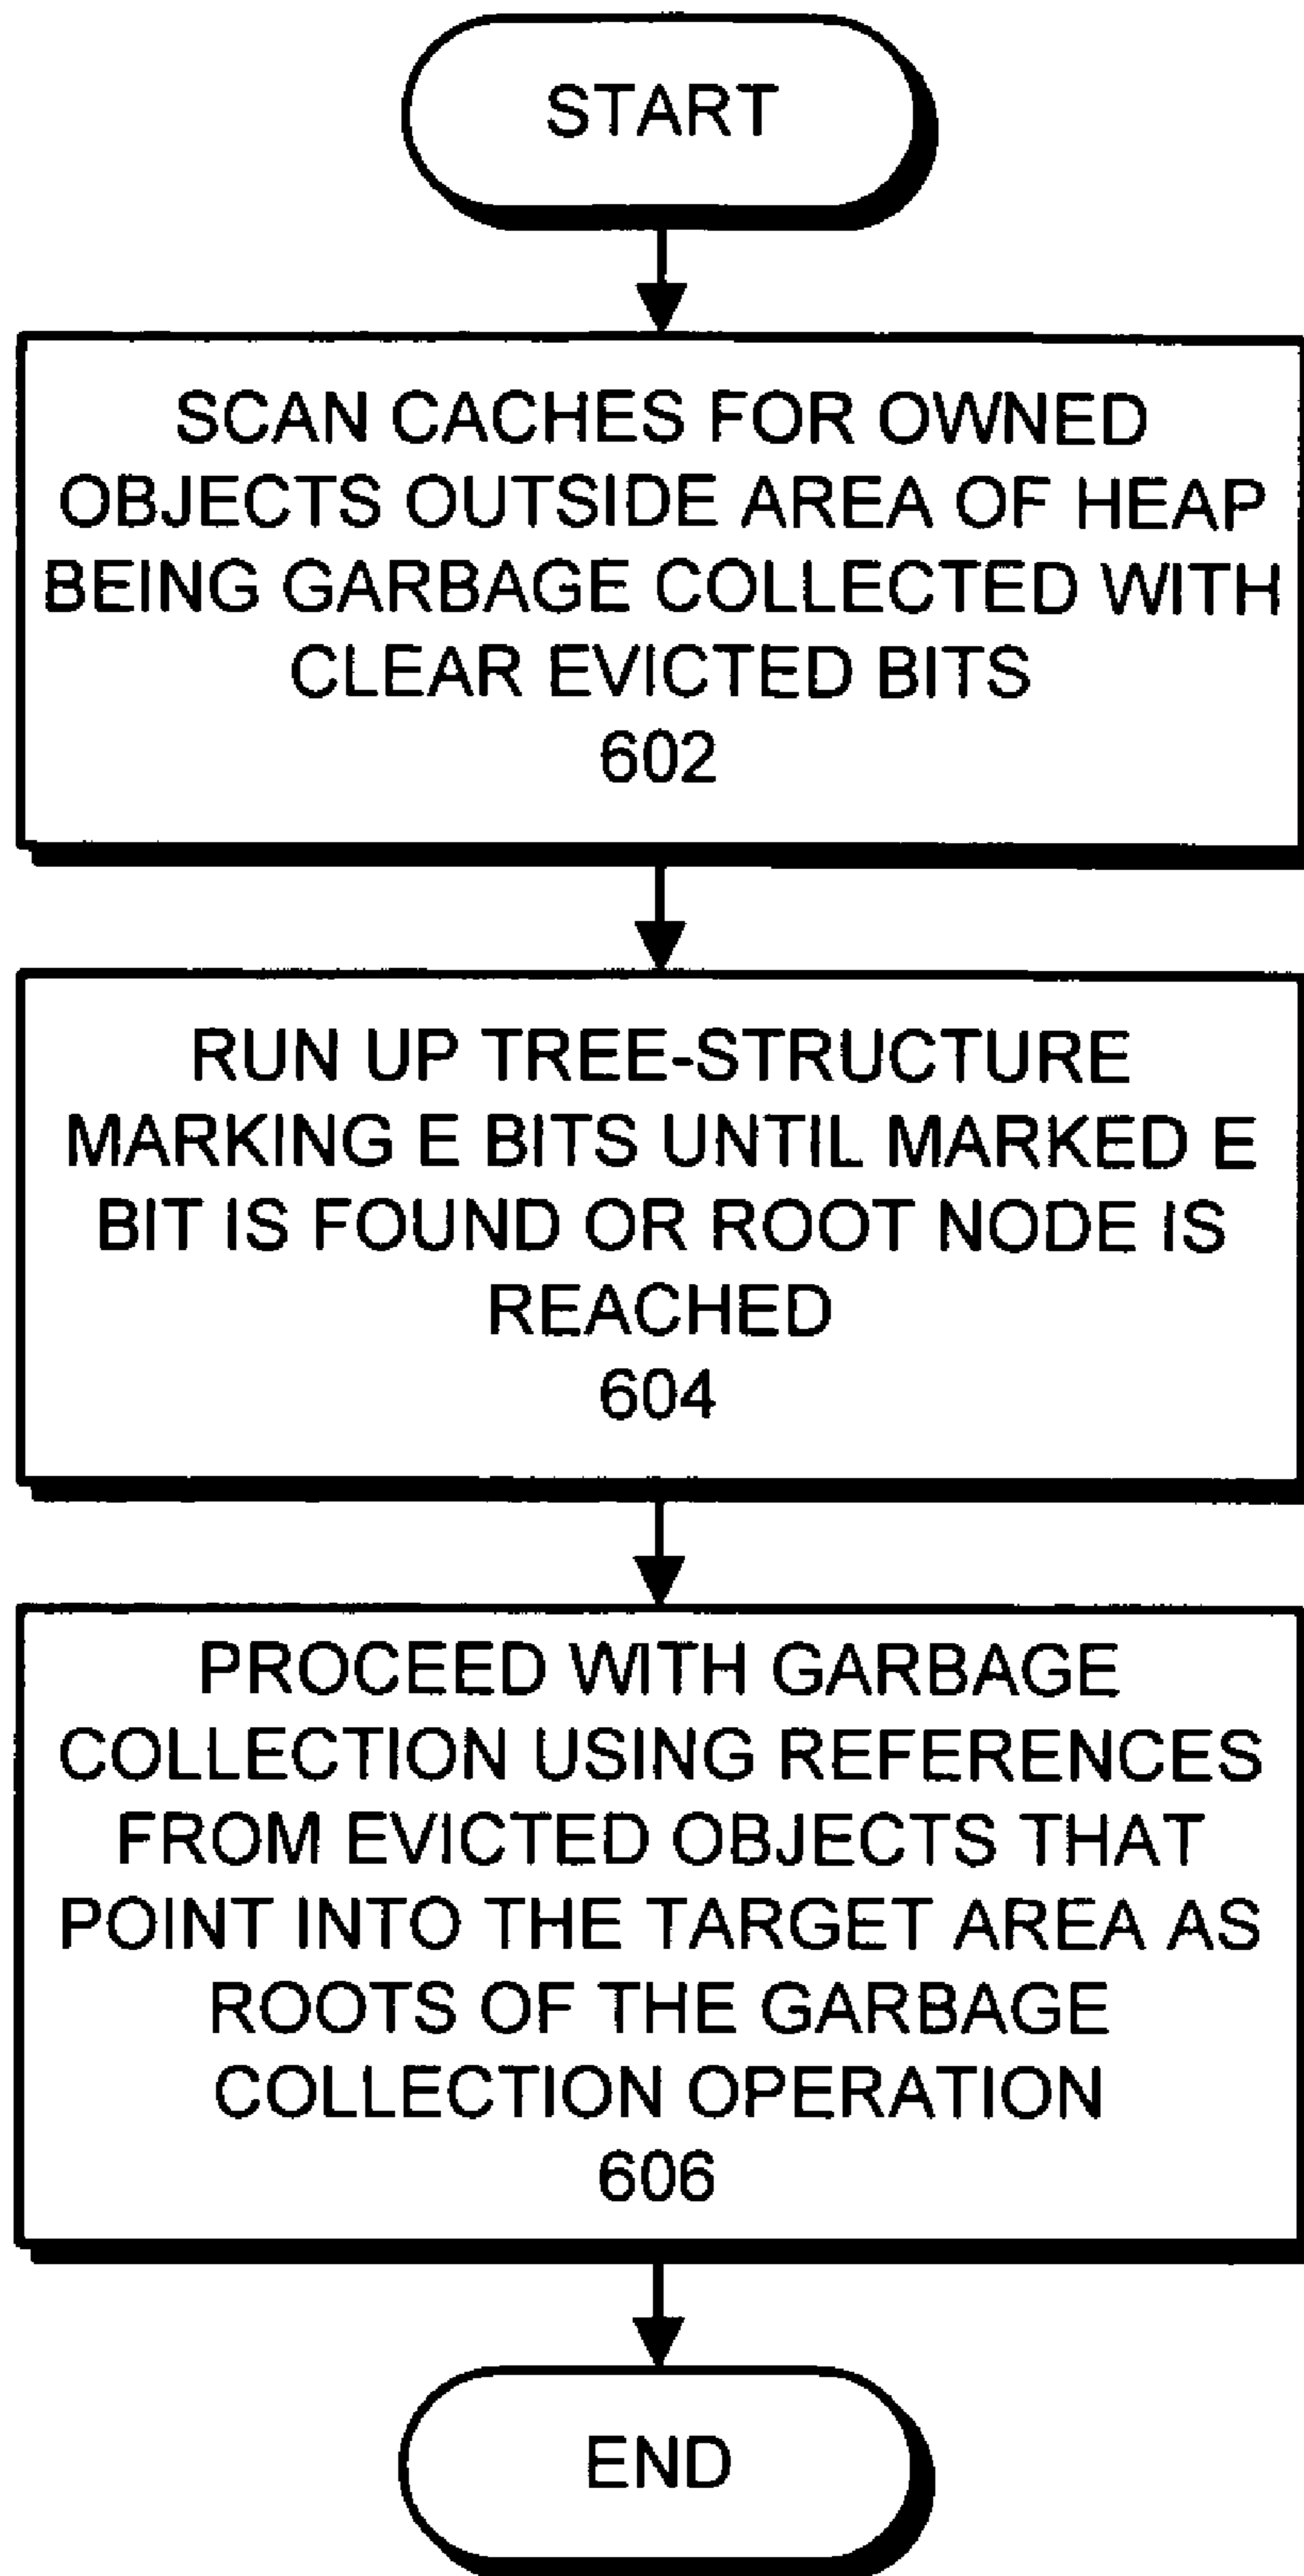 START
SCAN CACHES FOR OWNED
OBJECTS OUTSIDE AREA OF HEAP
BEING GARBAGE COLLECTED WITH
CLEAR EVICTED BITS
602
RUN UP TREE-STRUCTURE
MARKING E BITS UNTIL MARKED E
BIT IS FOUND OR ROOT NODE IS
REACHED
604
PROCEED WITH GARBAGE
COLLECTION USING REFERENCES
FROM EVICTED OBJECTS THAT
POINT INTO THE TARGET AREA AS
ROOTS OF THE GARBAGE
COLLECTION OPERATION
606
END